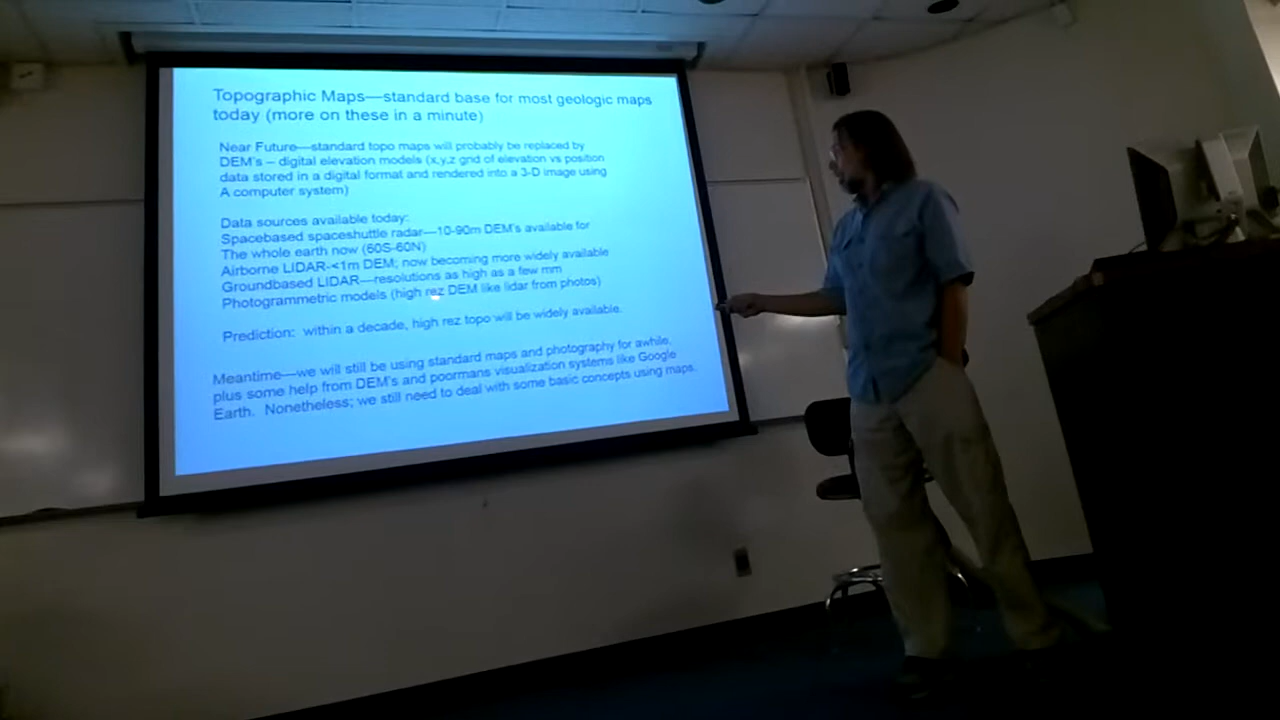 Topographic Maps—standard base for most geologic maps
today (more on these in a minute)
Near Future—standard topo maps will probably be replaced by
DEM's – digital elevation models (x,y,z grid of elevation vs position
data stored in a digital format and rendered into a 3-D image using
A computer system)
Data sources available today:
Spacebased spaceshuttle radar—10-90m DEM's available for
The whole earth now (60S-60N)
Airborne LIDAR-<1m DEM; now becoming more widely available
Groundbased LIDAR—resolutions as high as a few mm
Photogrammetric models (high rez DEM like lidar from photos)
Prediction: within a decade, high rez topo will be widely available.
Meantime—we will still be using standard maps and photography for awhile,
plus some help from DEM's and poormans visualization systems like Google
Earth. Nonetheless; we still need to deal with some basic concepts using maps.